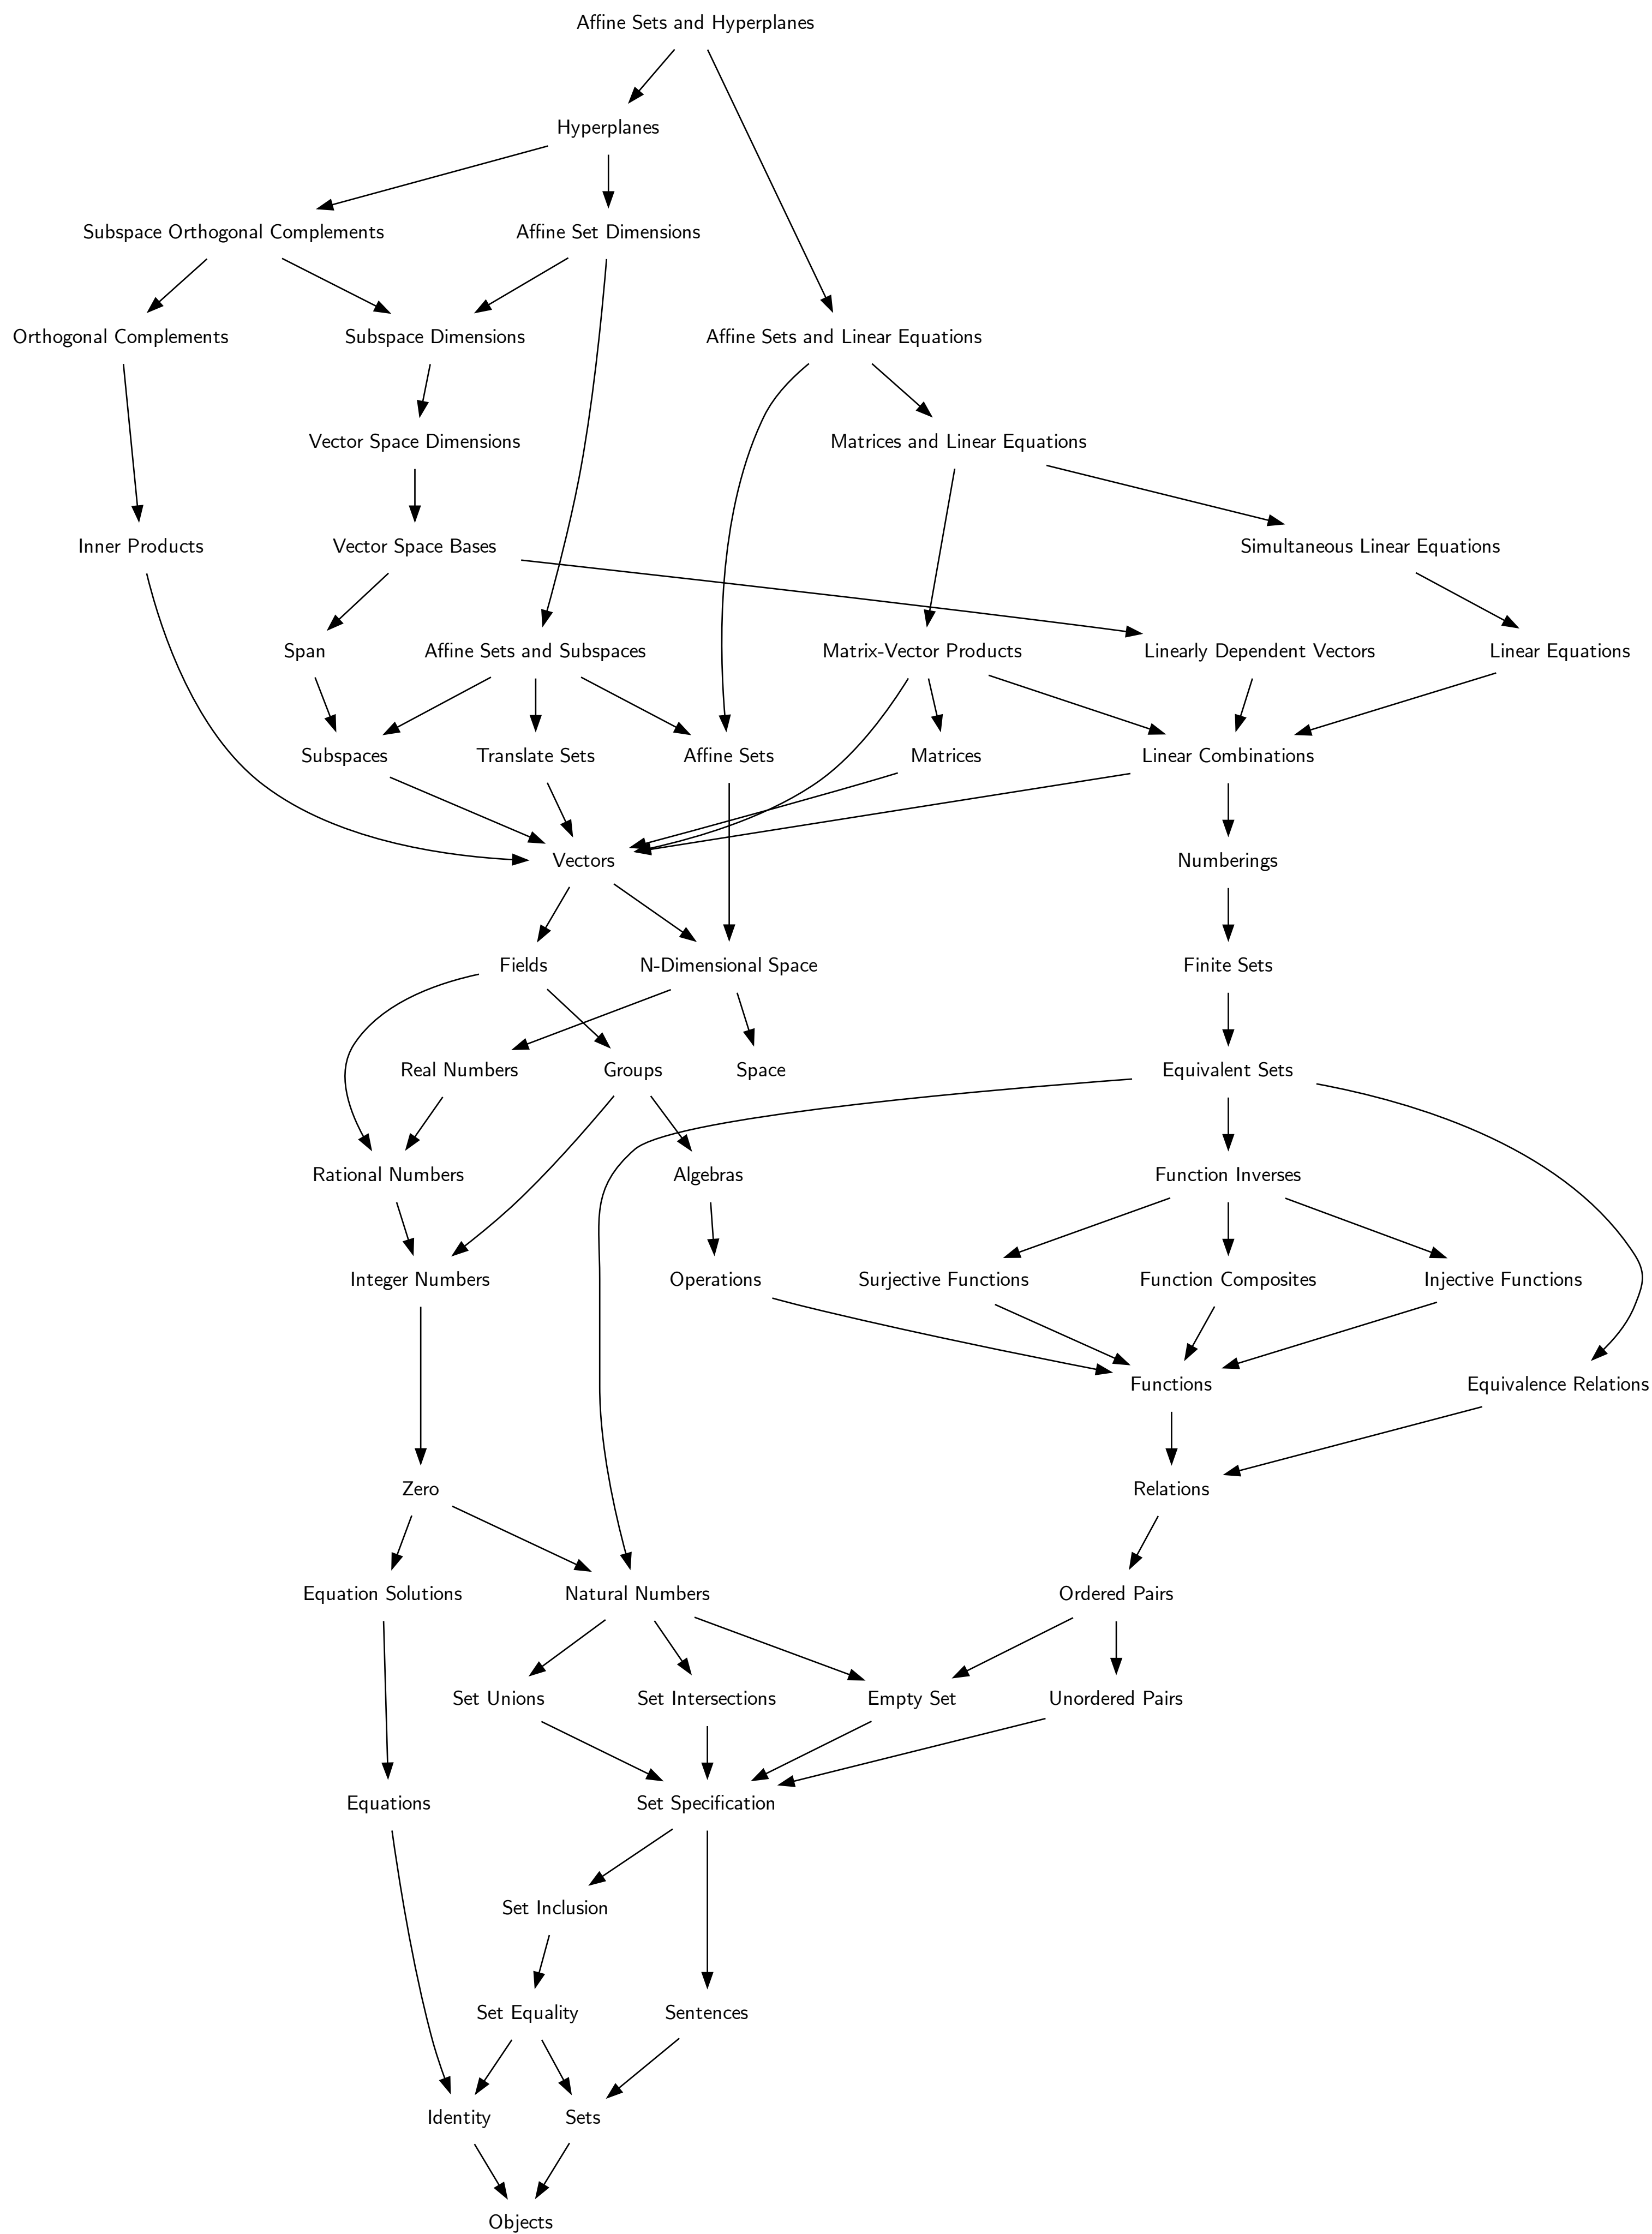 Affine Sets and Hyperplanes
Hyperplanes
Subspace Orthogonal Complements
Affine Set Dimensions
Orthogonal Complements
Subspace Dimensions
Affine Sets and Linear Equations
Vector Space Dimensions
Matrices and Linear Equations
Inner Products
Vector Space Bases
Simultaneous Linear Equations
Span
Affine Sets and Subspaces
Matrix-Vector Products
Linearly Dependent Vectors
Linear Equations
Subspaces
Translate Sets
Affine Sets
Matrices
Linear Combinations
Vectors
Numberings
Fields
N-Dimensional Space
Finite Sets
Real Numbers
Groups
Space
Equivalent Sets
Rational Numbers
Algebras
Function Inverses
Integer Numbers
Operations
Surjective Functions
Function Composites
Injective Functions
Functions
Equivalence Relations
Zero
Relations
Equation Solutions
Natural Numbers
Ordered Pairs
Set Unions
Set Intersections
Empty Set
Unordered Pairs
Equations
Set Specification
Set Inclusion
Set Equality
Sentences
Identity
Sets
Objects